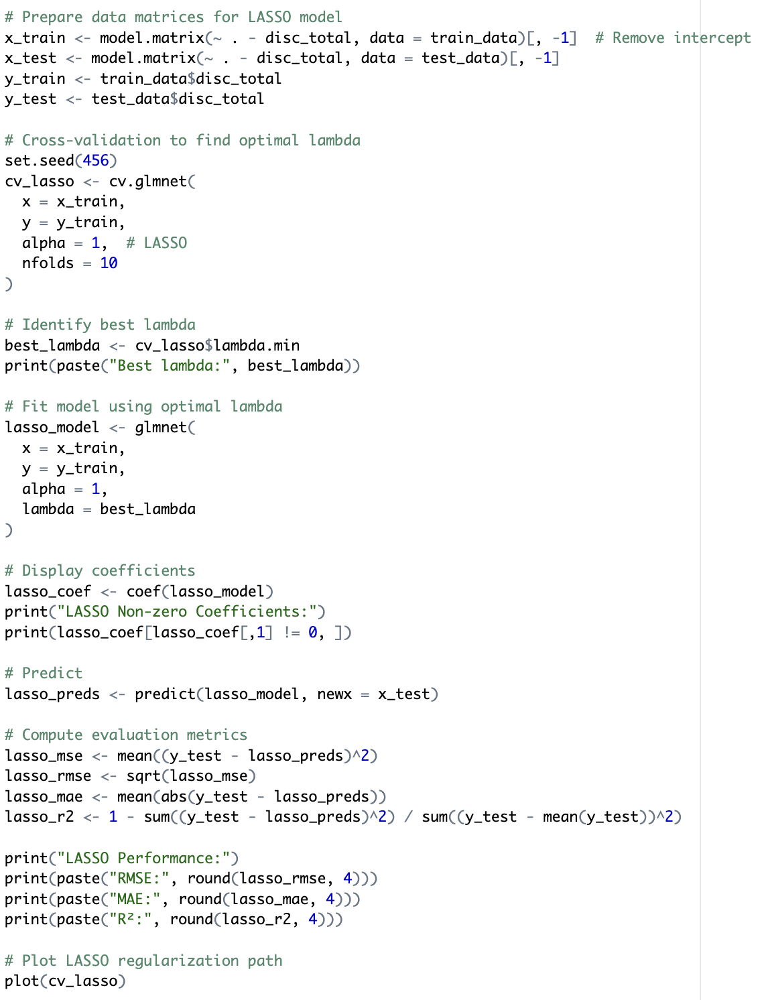 # Prepare data matrices for LASSO model
x_train <- model.matrix(~ . - disc_total, data = train_data)[, -1]  # Remove intercept
x_test <- model.matrix(~ . - disc_total, data = test_data)[, -1]
y_train <- train_data$disc_total
y_test <- test_data$disc_total

# Cross-validation to find optimal lambda
set.seed(456)
cv_lasso <- cv.glmnet(
  x = x_train,
  y = y_train,
  alpha = 1,  # LASSO
  nfolds = 10
)

# Identify best lambda
best_lambda <- cv_lasso$lambda.min
print(paste("Best lambda:", best_lambda))

# Fit model using optimal lambda
lasso_model <- glmnet(
  x = x_train,
  y = y_train,
  alpha = 1,
  lambda = best_lambda
)

# Display coefficients
lasso_coef <- coef(lasso_model)
print("LASSO Non-zero Coefficients:")
print(lasso_coef[lasso_coef[,1] != 0, ])

# Predict
lasso_preds <- predict(lasso_model, newx = x_test)

# Compute evaluation metrics
lasso_mse <- mean((y_test - lasso_preds)^2)
lasso_rmse <- sqrt(lasso_mse)
lasso_mae <- mean(abs(y_test - lasso_preds))
lasso_r2 <- 1 - sum((y_test - lasso_preds)^2) / sum((y_test - mean(y_test))^2)

print("LASSO Performance:")
print(paste("RMSE:", round(lasso_rmse, 4)))
print(paste("MAE:", round(lasso_mae, 4)))
print(paste("R²:", round(lasso_r2, 4)))

# Plot LASSO regularization path
plot(cv_lasso)